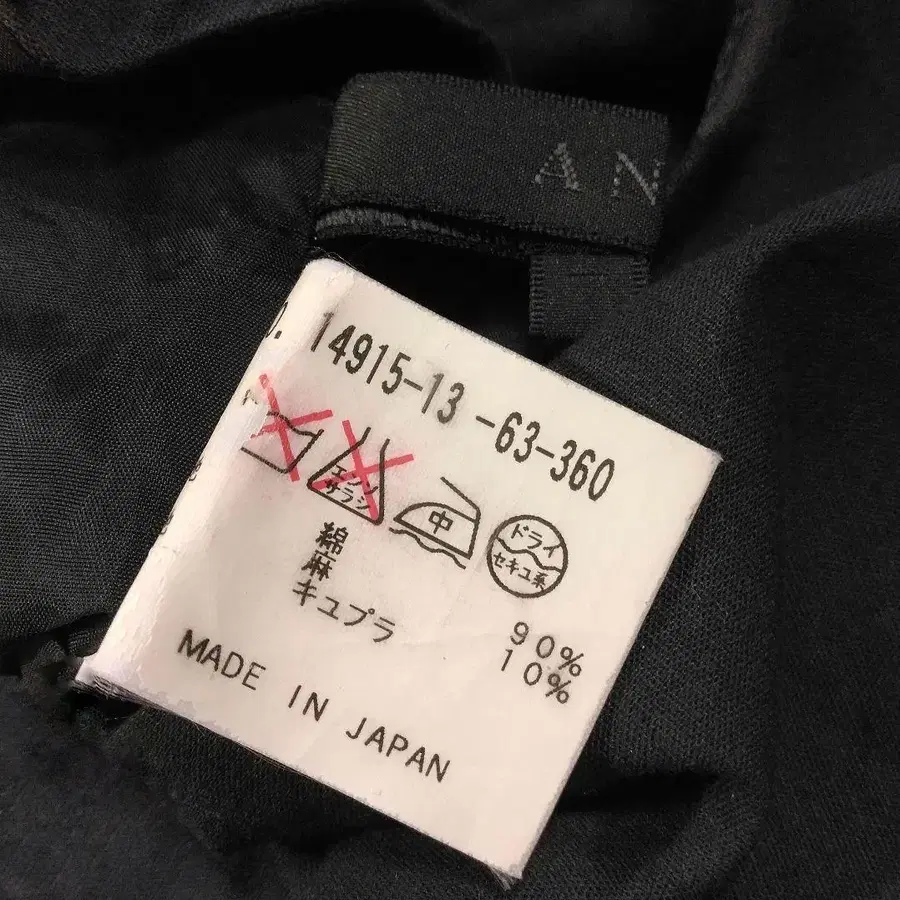 A N
0. 14915-13-63-360
エンソ
サラシ
中
ドライ
セキユ系
綿
麻
キュプラ
90%
10%
MADE IN JAPAN